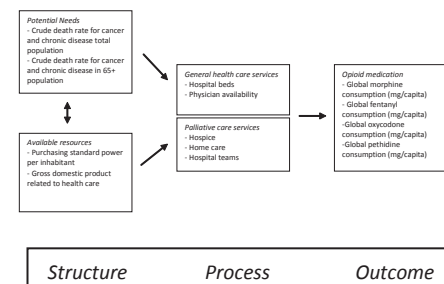 Potential Needs
- Crude death rate for cancer
and chronic disease total
population
- Crude death rate for cancer
and chronic disease in 65+
population
Available resources
- Purchasing standard power
per inhabitant
- Gross domestic product
related to health care
General health care services
- Hospital beds
- Physician availability
Palliative care services
- Hospice
- Home care
- Hospital teams
Opioid medication
- Global morphine
consumption (mg/capita)
- Global fentanyl
consumption (mg/capita)
-Global oxycodone
consumption (mg/capita)
-Global pethidine
consumption (mg/capita)
Structure Process Outcome